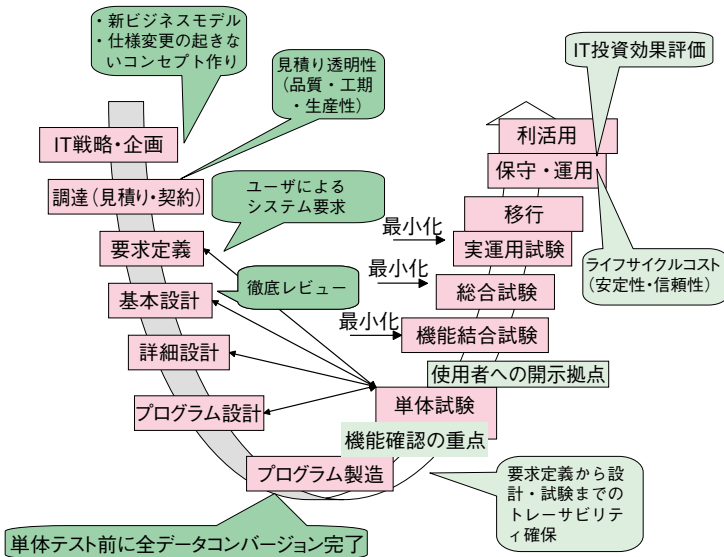 ・新ビジネスモデル
・仕様変更の起きない
コンセプト作り
見積り透明性
(品質・工期
・生産性)
IT投資効果評価
IT戦略・企画
利活用
保守・運用
調達(見積り・契約)
ユーザによる
システム要求
移行
最小化
要求定義
実運用試験
ライフサイクルコスト
(安定性・信頼性)
最小化
徹底レビュー
基本設計
総合試験
最小化
機能結合試験
詳細設計
使用者への開示拠点
単体試験
プログラム設計
機能確認の重点
プログラム製造
要求定義から設
計・試験までの
トレーサビリテ
ィ確保
単体テスト前に全データコンバージョン完了